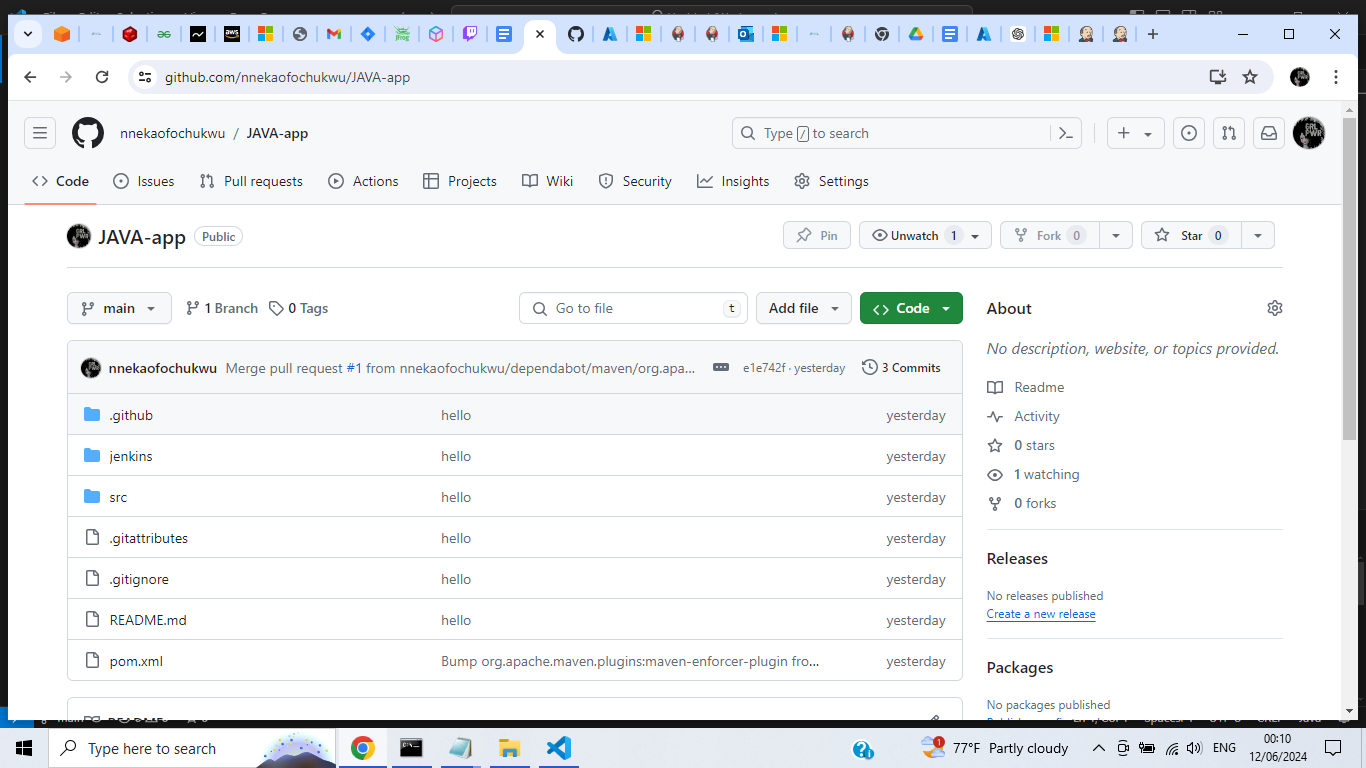 github.com/nnekaofochukwu/JAVA-app
nnekaofochukwu / JAVA-app
Type / to search
Code Issues Pull requests Actions Projects Wiki Security Insights Settings
JAVA-app Public
Pin Unwatch 1 Fork 0 Star 0
main 1 Branch 0 Tags Go to file t Add file Code
About
No description, website, or topics provided.
nnekaofochukwu Merge pull request #1 from nnekaofochukwu/dependabot/maven/org.apa... e1e742f · yesterday 3 Commits
Readme
.github hello yesterday
Activity
0 stars
jenkins hello yesterday
1 watching
src hello yesterday
0 forks
.gitattributes hello yesterday
Releases
.gitignore hello yesterday
No releases published
Create a new release
README.md hello yesterday
pom.xml Bump org.apache.maven.plugins:maven-enforcer-plugin fro... yesterday
Packages
No packages published
Type here to search
77°F Partly cloudy
ENG
00:10
12/06/2024